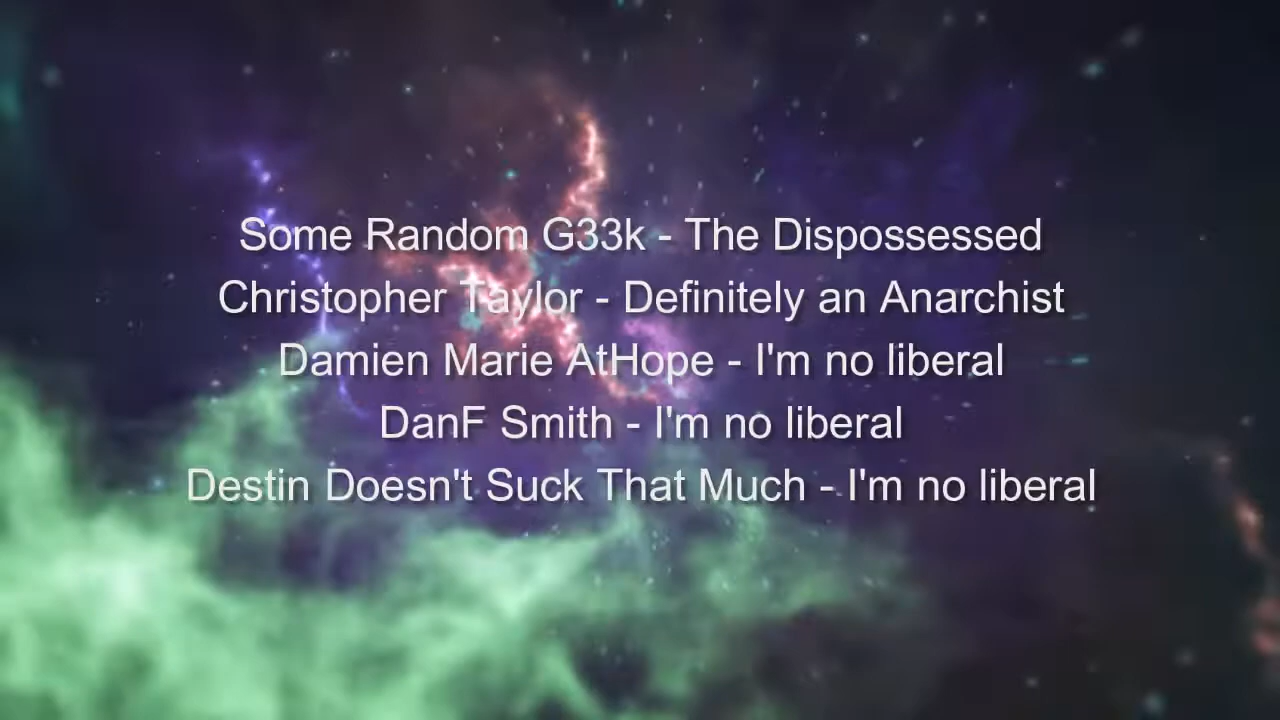 Some Random G33k - The Dispossessed
Christopher Taylor - Definitely an Anarchist
Damien Marie AtHope - I'm no liberal
DanF Smith - I'm no liberal
Destin Doesn't Suck That Much - I'm no liberal